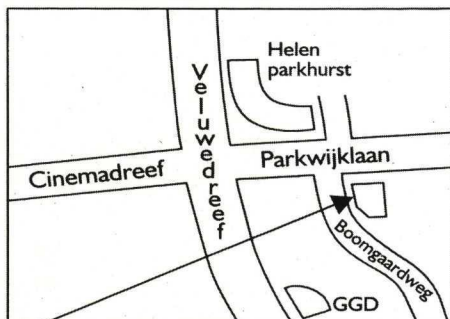 Helen
parkhurst
Veluwedreef
Parkwijklaan
Cinemadreef
Boomgaardweg
GGD